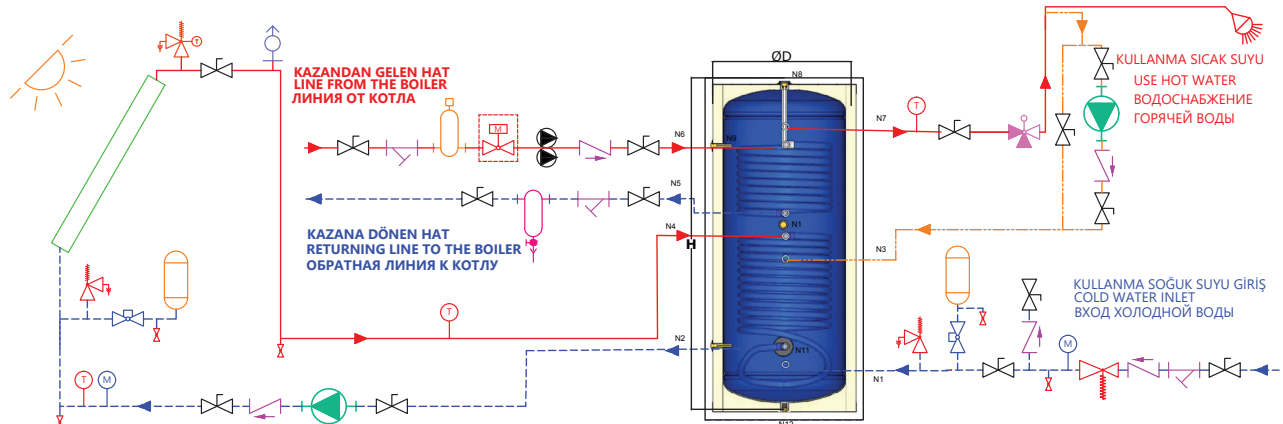 ØD
N8
KAZANDAN GELEN HAT
LINE FROM THE BOILER
ЛИНИЯ ОТ КОТЛА
T
T
N7
KULLANMA SICAK SUYU
USE HOT WATER
ВОДОСНАБЖЕНИЕ
ГОРЯЧЕЙ ВОДЫ
M
N6
N9
N5
KAZANA DÖNEN HAT
RETURNING LINE TO THE BOILER
ОБРАТНАЯ ЛИНИЯ К КОТЛУ
N4
N1
H
N3
KULLANMA SOĞUK SUYU GİRİŞ
COLD WATER INLET
ВХОД ХОЛОДНОЙ ВОДЫ
T
N2
N11
M
N1
T
M